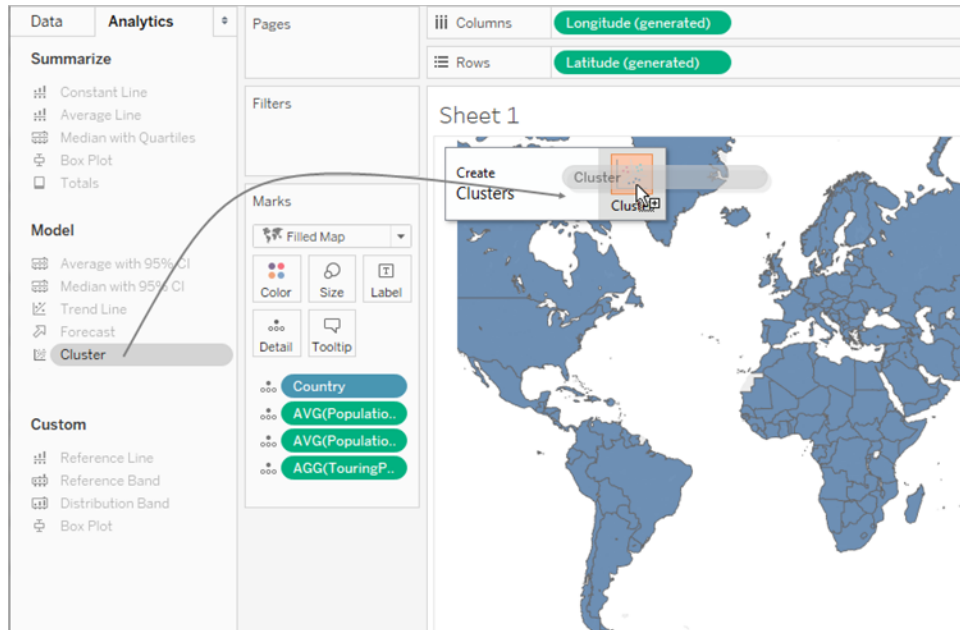 Data
Analytics
Summarize
Constant Line
Average Line
Median with Quartiles
Box Plot
Totals
Model
Average with 95% CI
Median with 95% CI
Trend Line
Forecast
Cluster
Custom
Reference Line
Reference Band
Distribution Band
Box Plot
Pages
Filters
Marks
Filled Map
Color
Size
Label
Detail
Tooltip
Country
AVG(Populatio..
AVG(Populatio..
AGG(TouringP..
Columns
Longitude (generated)
Rows
Latitude (generated)
Sheet 1
Create
Clusters
Cluster